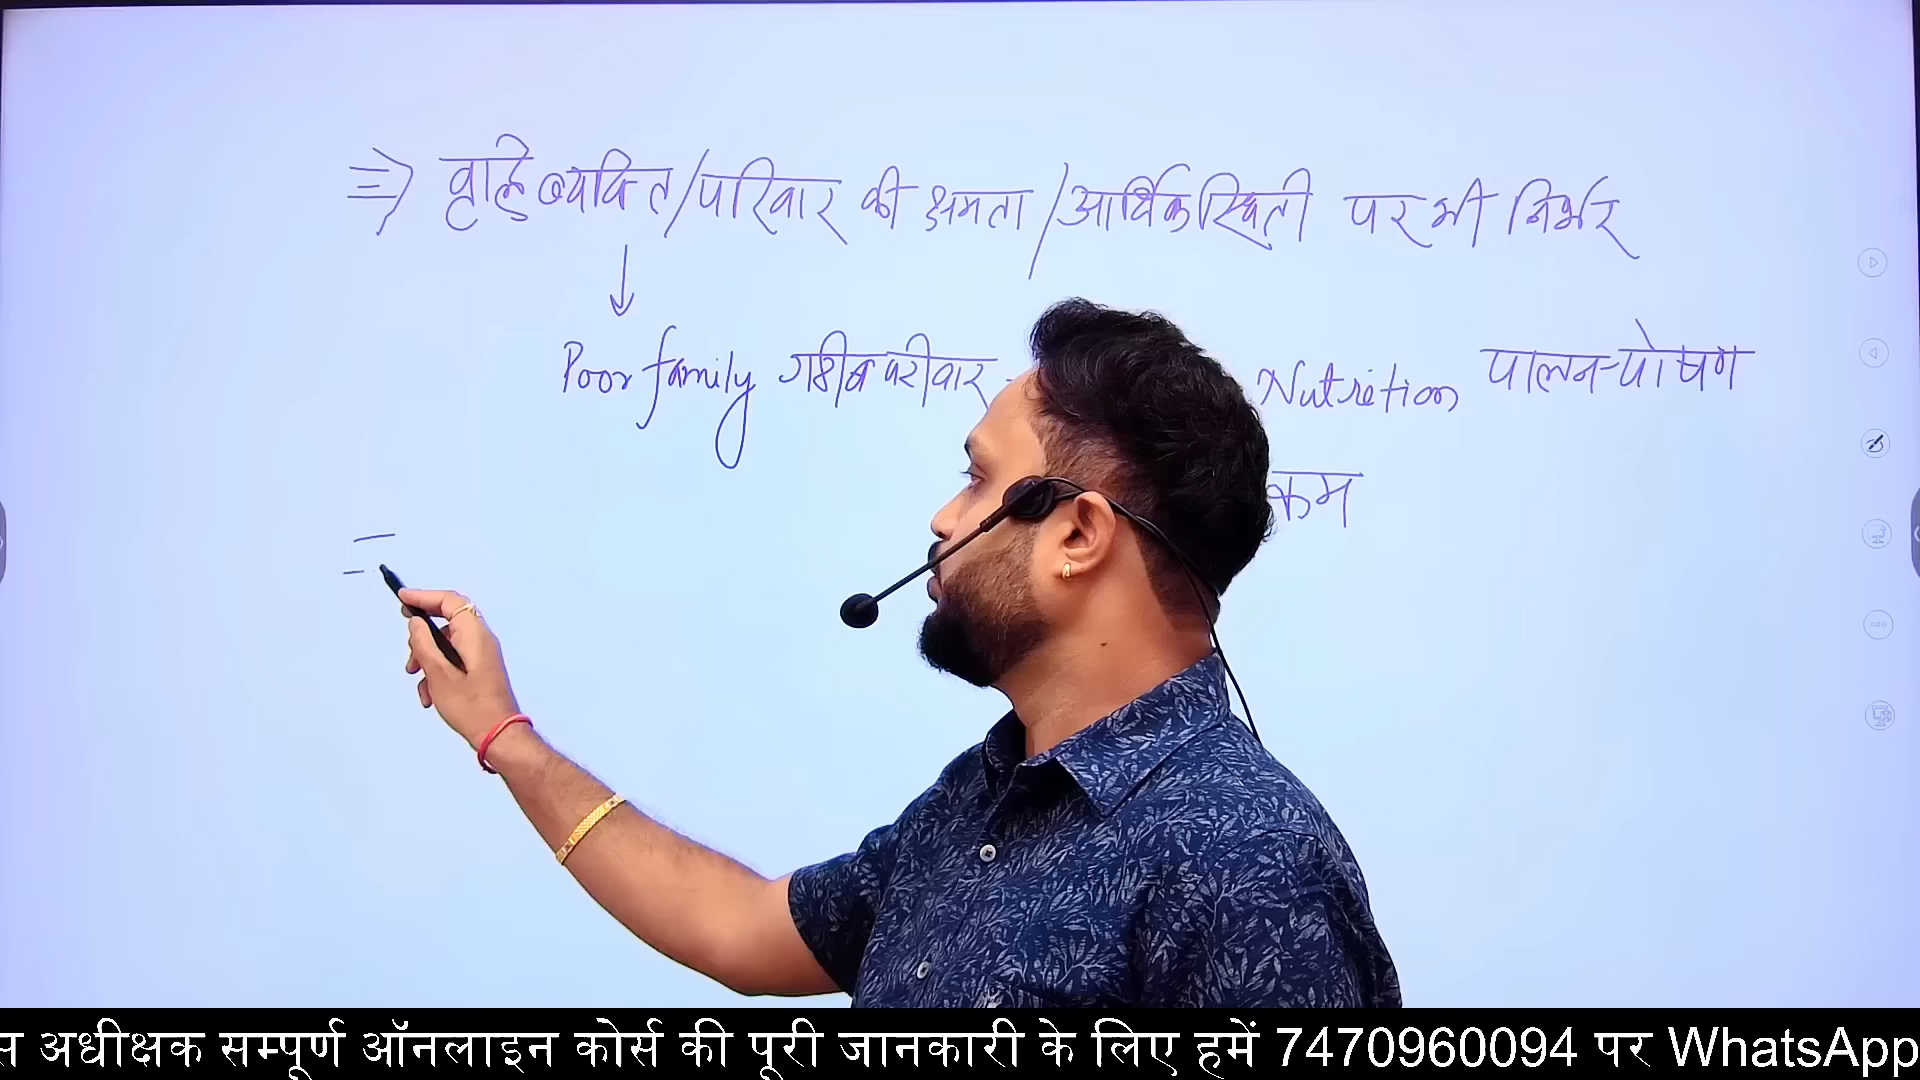 ⇒ वृद्धि व्यक्ति/परिवार की क्षमता/आर्थिक स्थिती पर भी निर्भर
↓
Poor family गरीब परीवार - Nutrition पालन-पोषण
कम
=
स अधीक्षक सम्पूर्ण ऑनलाइन कोर्स की पूरी जानकारी के लिए हमें 7470960094 पर WhatsApp